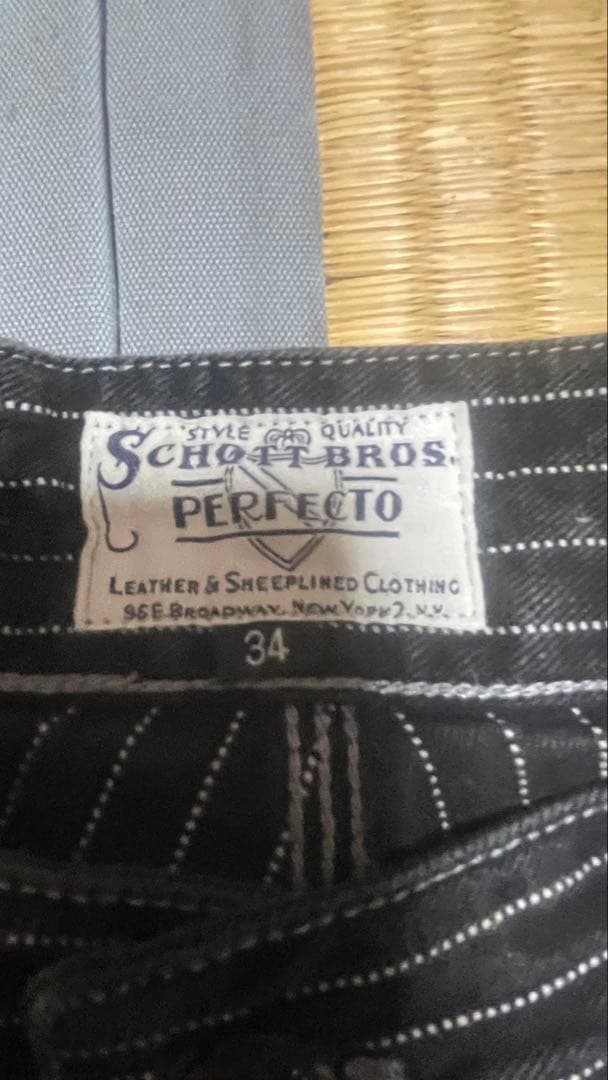 STYLE QUALITY
SCHOTT BROS.
PERFECTO
LEATHER & SHEEPLINED CLOTHING
96 E. BROADWAY, NEW YORK 2. N.Y.
34